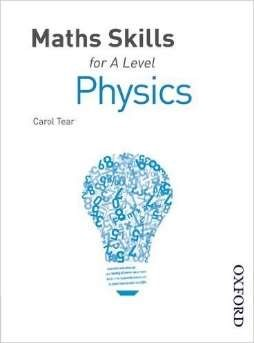 Maths Skills
for A Level
Physics
Carol Tear
OXFORD